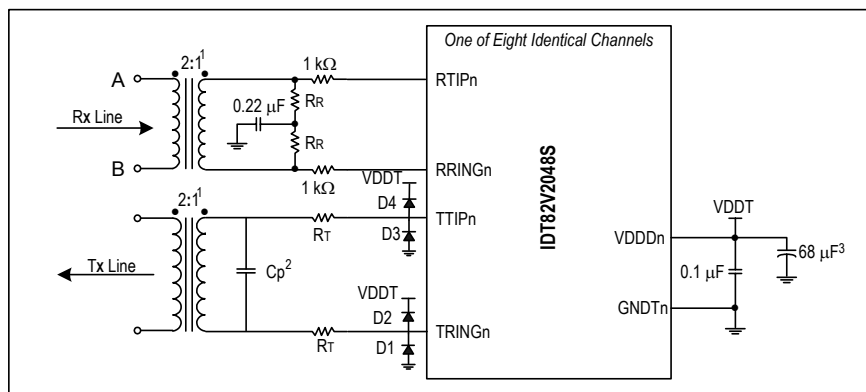 One of Eight Identical Channels
2:1¹
1 kΩ
A
RTIPn
0.22 µF
RR
Rx Line
RR
B
1 kΩ
RRINGn
VDDT
2:1¹
D4
TTIPn
RT
D3
Cp²
Tx Line
VDDT
D2
TRINGn
RT
D1
IDT82V2048S
VDDT
VDDDn
68 µF³
0.1 µF
GNDTn